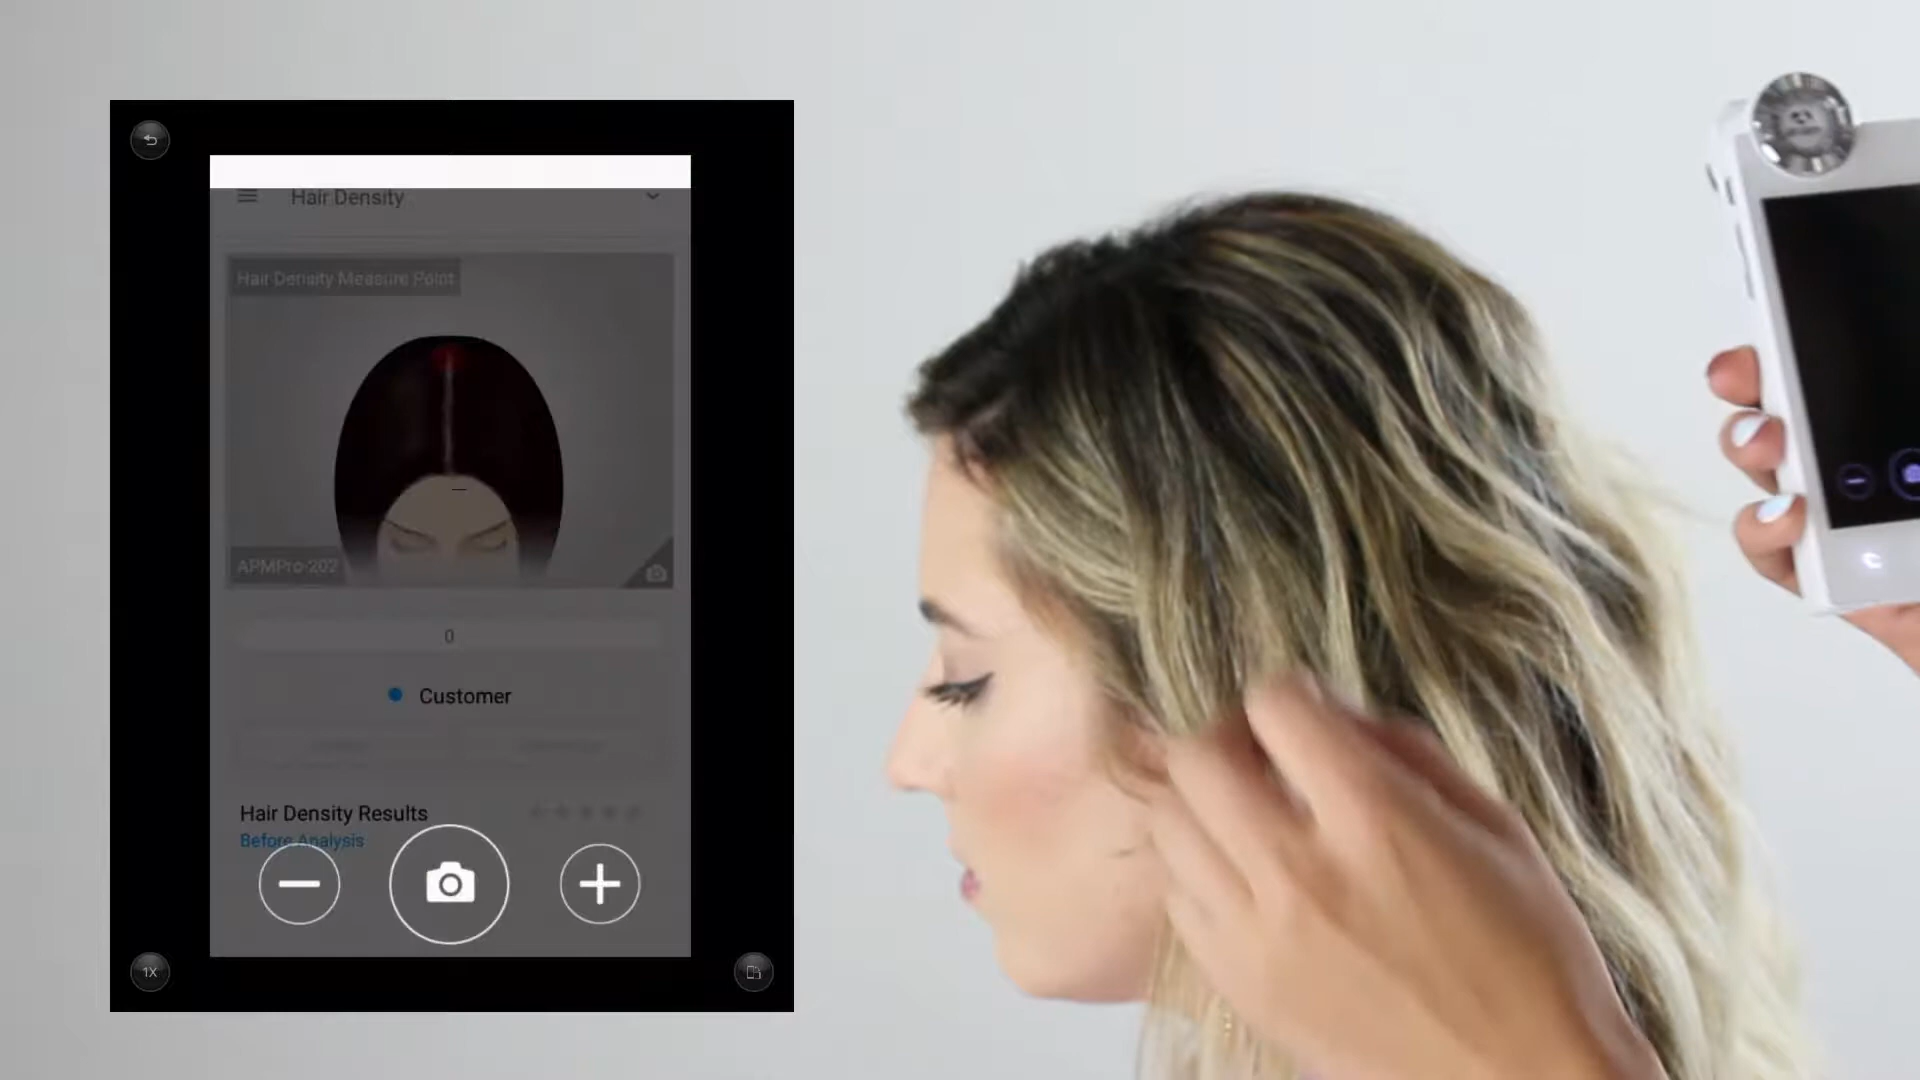 Hair Density
Hair Density Measure Point
APMPro-202
0
Customer
Hair Density Results
Before Analysis
1X